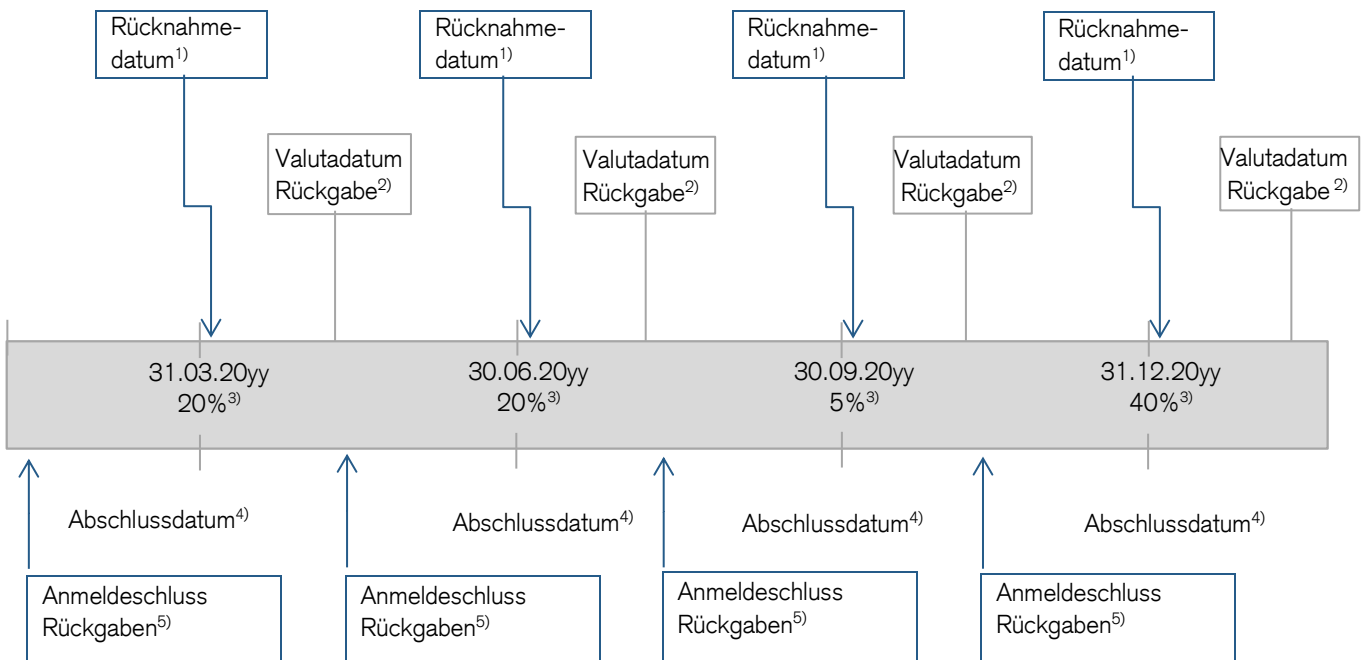 Rücknahme-
datum1)
Rücknahme-
datum1)
Rücknahme-
datum1)
Rücknahme-
datum1)
Valutadatum
Rückgabe2)
Valutadatum
Rückgabe2)
Valutadatum
Rückgabe2)
Valutadatum
Rückgabe 2)
31.03.20yy
20%3)
30.06.20yy
20%3)
30.09.20yy
5%3)
31.12.20yy
40%3)
Abschlussdatum4)
Abschlussdatum4)
Abschlussdatum4)
Abschlussdatum4)
Anmeldeschluss
Rückgaben5)
Anmeldeschluss
Rückgaben5)
Anmeldeschluss
Rückgaben5)
Anmeldeschluss
Rückgaben5)